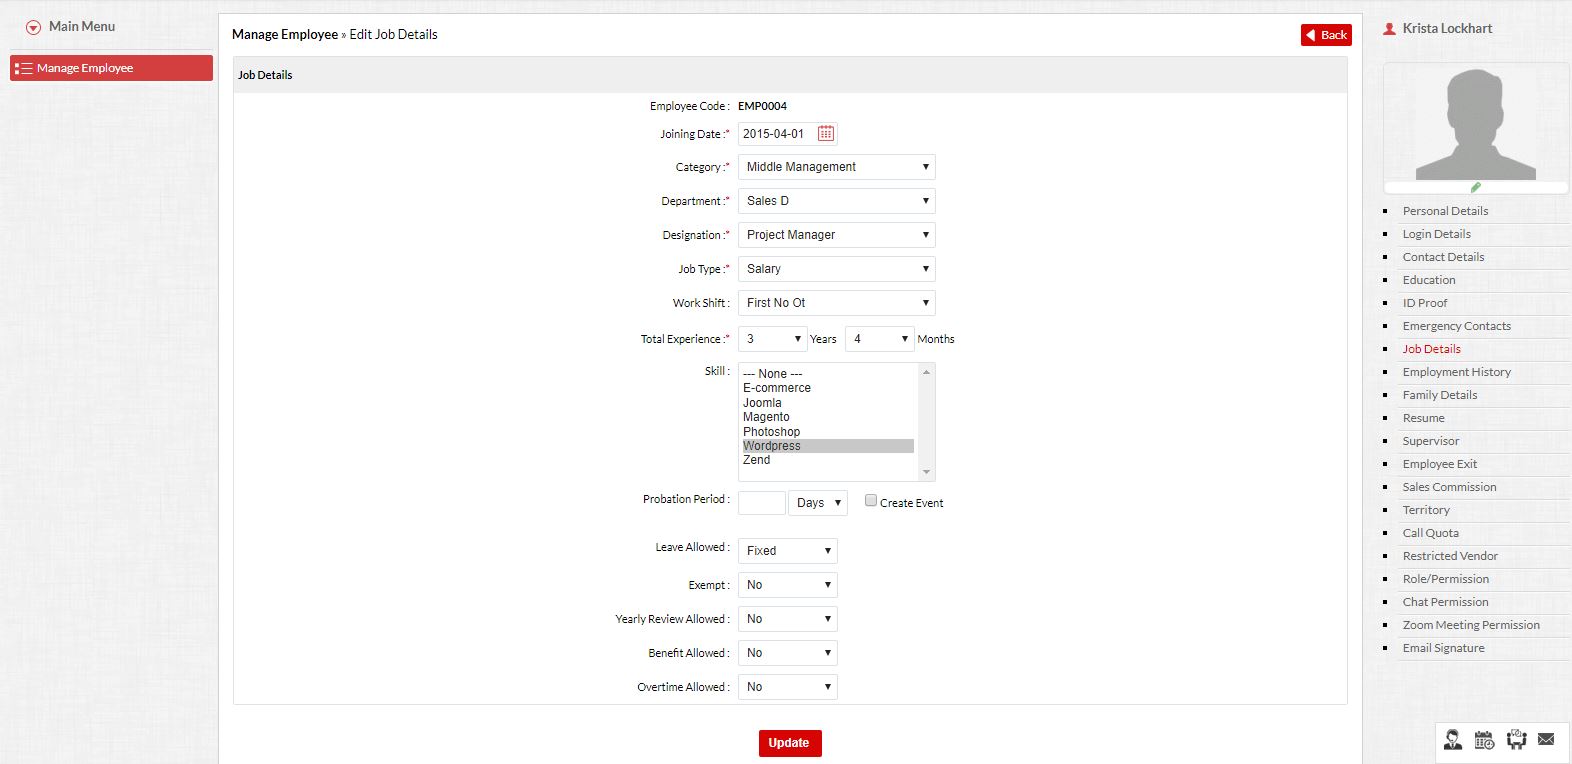 Main Menu
Manage Employee
Manage Employee » Edit Job Details
Back
Job Details
Employee Code : EMP0004
Joining Date :* 2015-04-01
Category :* Middle Management
Department :* Sales D
Designation :* Project Manager
Job Type :* Salary
Work Shift : First No Ot
Total Experience :* 3 Years 4 Months
Skill : --- None ---
E-commerce
Joomla
Magento
Photoshop
Wordpress
Zend
Probation Period : Days Create Event
Leave Allowed : Fixed
Exempt : No
Yearly Review Allowed : No
Benefit Allowed : No
Overtime Allowed : No
Update
Krista Lockhart
Personal Details
Login Details
Contact Details
Education
ID Proof
Emergency Contacts
Job Details
Employment History
Family Details
Resume
Supervisor
Employee Exit
Sales Commission
Territory
Call Quota
Restricted Vendor
Role/Permission
Chat Permission
Zoom Meeting Permission
Email Signature